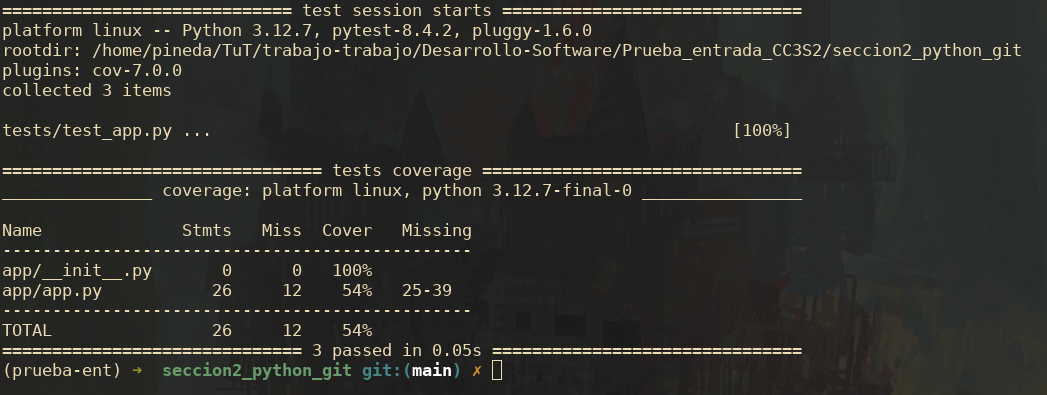 ============================= test session starts ==============================
platform linux -- Python 3.12.7, pytest-8.4.2, pluggy-1.6.0
rootdir: /home/pineda/TuT/trabajo-trabajo/Desarrollo-Software/Prueba_entrada_CC3S2/seccion2_python_git
plugins: cov-7.0.0
collected 3 items

tests/test_app.py ...                                                    [100%]

================================ tests coverage ================================
_______________ coverage: platform linux, python 3.12.7-final-0 ________________

Name              Stmts   Miss  Cover   Missing
-----------------------------------------------
app/__init__.py       0      0   100%
app/app.py           26     12    54%   25-39
-----------------------------------------------
TOTAL                26     12    54%
============================== 3 passed in 0.05s ===============================
(prueba-ent) ➜  seccion2_python_git git:(main) ✗